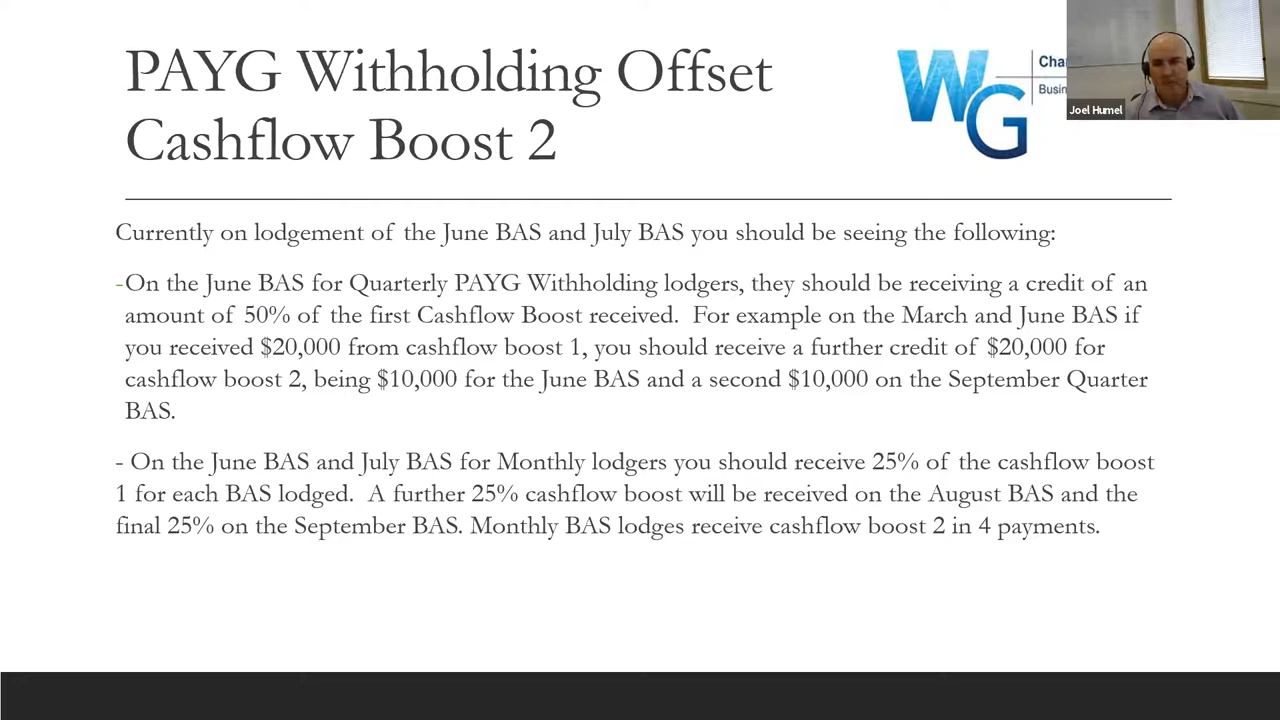 PAYG Withholding Offset
Cashflow Boost 2
WG
Cha
Busin
Joel Humel
Currently on lodgement of the June BAS and July BAS you should be seeing the following:
-On the June BAS for Quarterly PAYG Withholding lodgers, they should be receiving a credit of an
amount of 50% of the first Cashflow Boost received. For example on the March and June BAS if
you received $20,000 from cashflow boost 1, you should receive a further credit of $20,000 for
cashflow boost 2, being $10,000 for the June BAS and a second $10,000 on the September Quarter
BAS.
- On the June BAS and July BAS for Monthly lodgers you should receive 25% of the cashflow boost
1 for each BAS lodged. A further 25% cashflow boost will be received on the August BAS and the
final 25% on the September BAS. Monthly BAS lodges receive cashflow boost 2 in 4 payments.